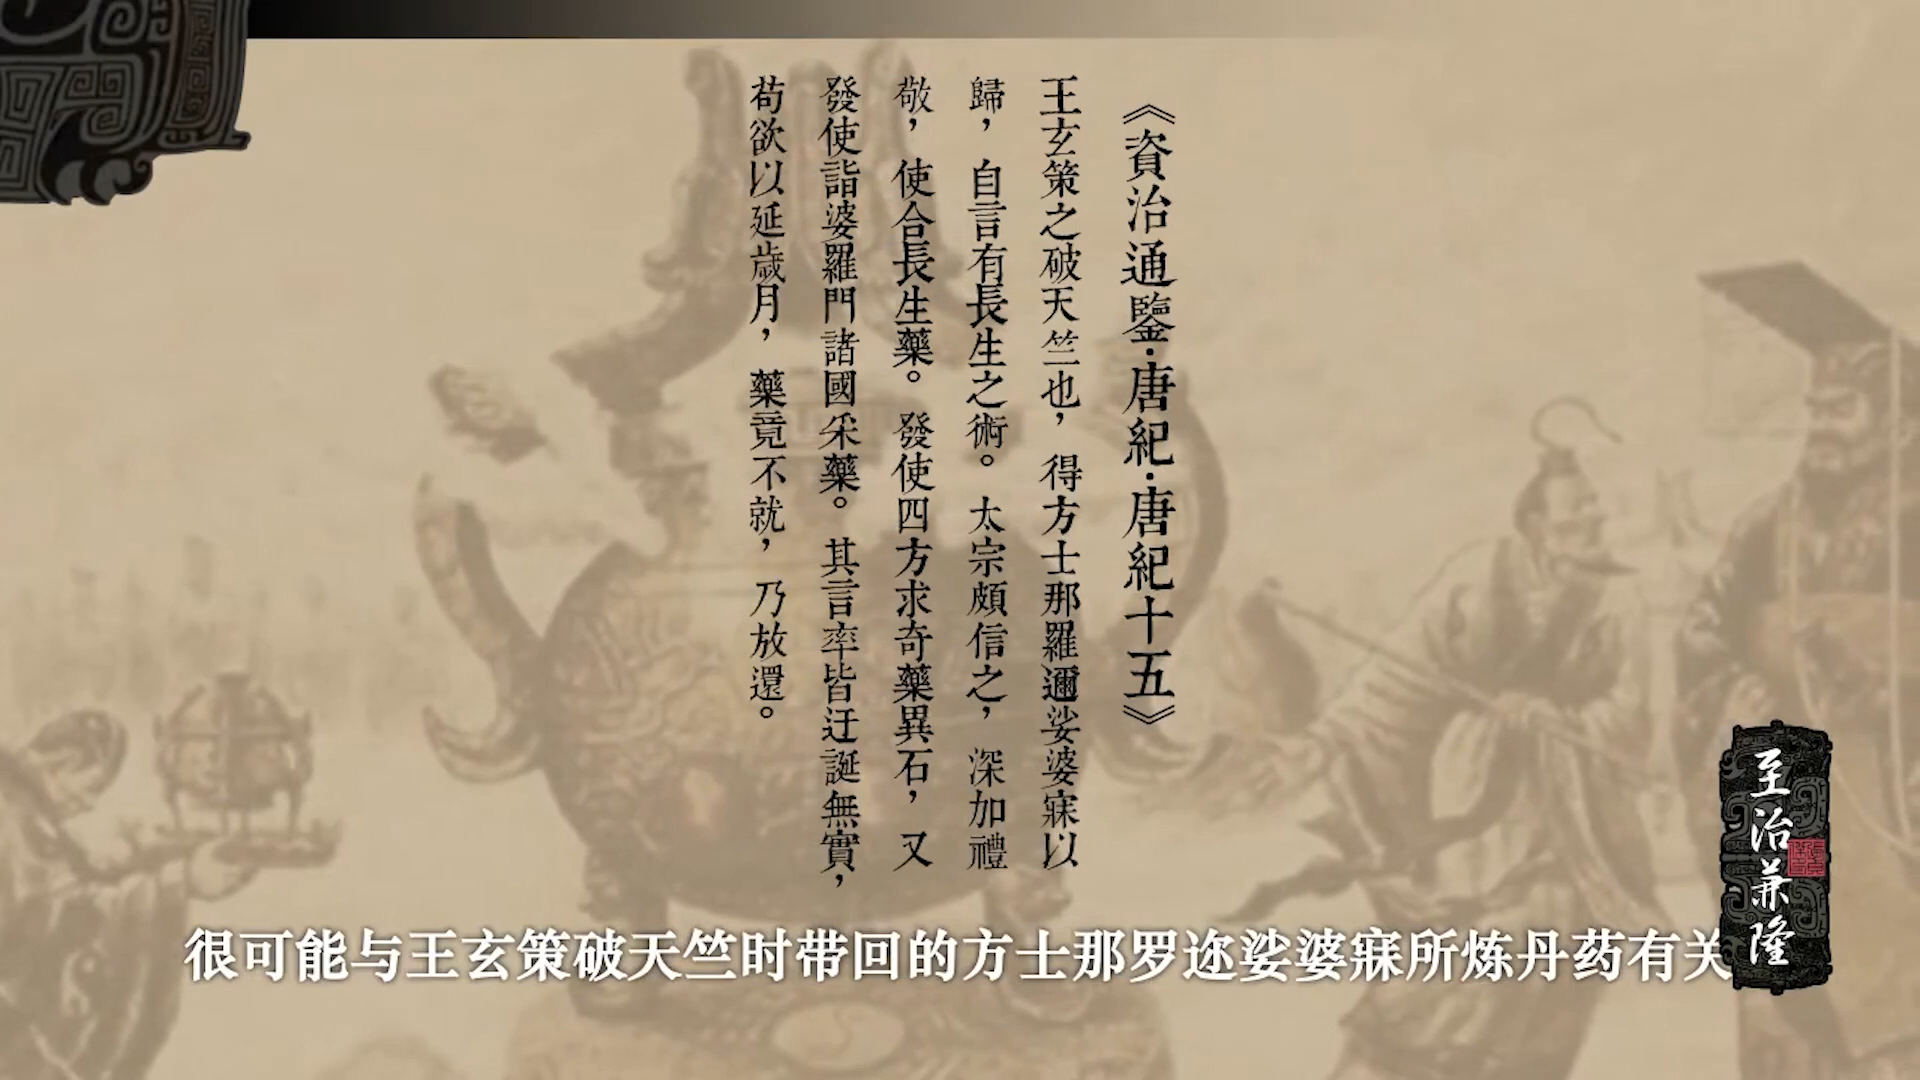 《資治通鑒·唐紀·唐紀十五》
王玄策之破天竺也，得方士那羅邇娑婆寐以
歸，自言有長生之術。太宗頗信之，深加禮
敬，使合長生藥。發使四方求奇藥異石，又
發使詣婆羅門諸國采藥。其言率皆迂誕無實，
苟欲以延歲月，藥竟不就，乃放還。
至治兼隆
很可能与王玄策破天竺时带回的方士那罗迩娑婆寐所炼丹药有关